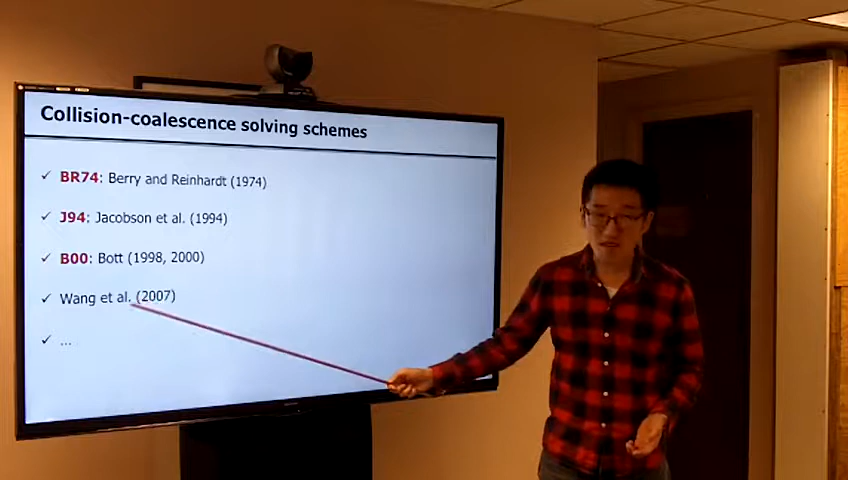 Collision-coalescence solving schemes
✓ BR74: Berry and Reinhardt (1974)
✓ J94: Jacobson et al. (1994)
✓ B00: Bott (1998, 2000)
✓ Wang et al. (2007)
✓ ...